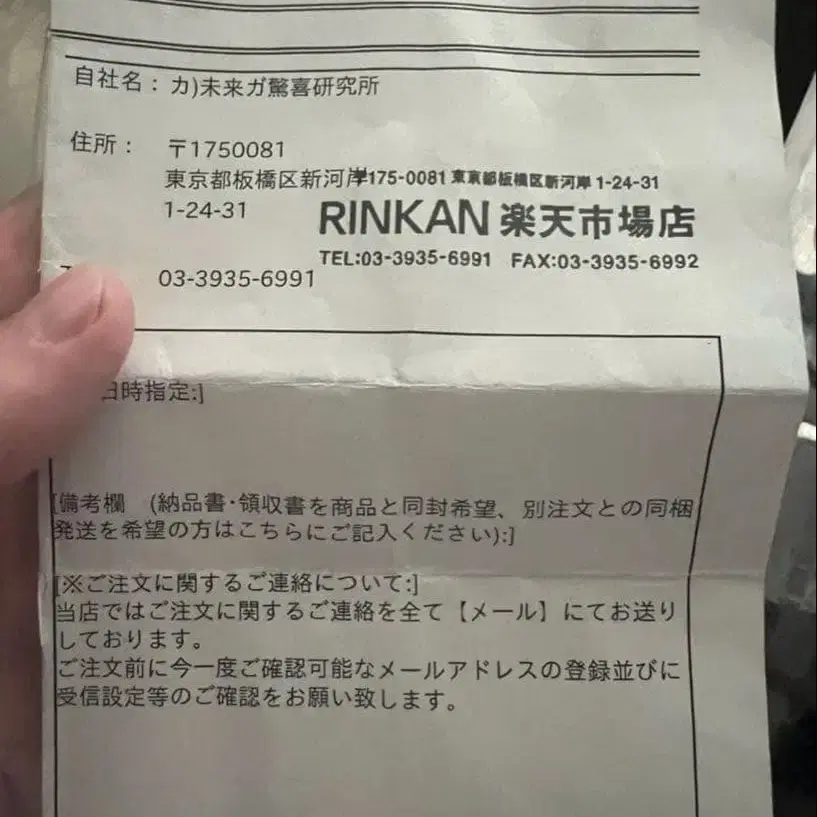 自社名：カ)未来ガ驚喜研究所
住所： 〒1750081
東京都板橋区新河岸
1-24-31
175-0081 東京都板橋区新河岸 1-24-31
RINKAN 楽天市場店
TEL:03-3935-6991 FAX:03-3935-6992
03-3935-6991
日時指定:]
[備考欄 (納品書・領収書を商品と同封希望、別注文との同梱
発送を希望の方はこちらにご記入ください):]
[※ご注文に関するご連絡について:]
当店ではご注文に関するご連絡を全て【メール】にてお送り
しております。
ご注文前に今一度ご確認可能なメールアドレスの登録並びに
受信設定等のご確認をお願い致します。